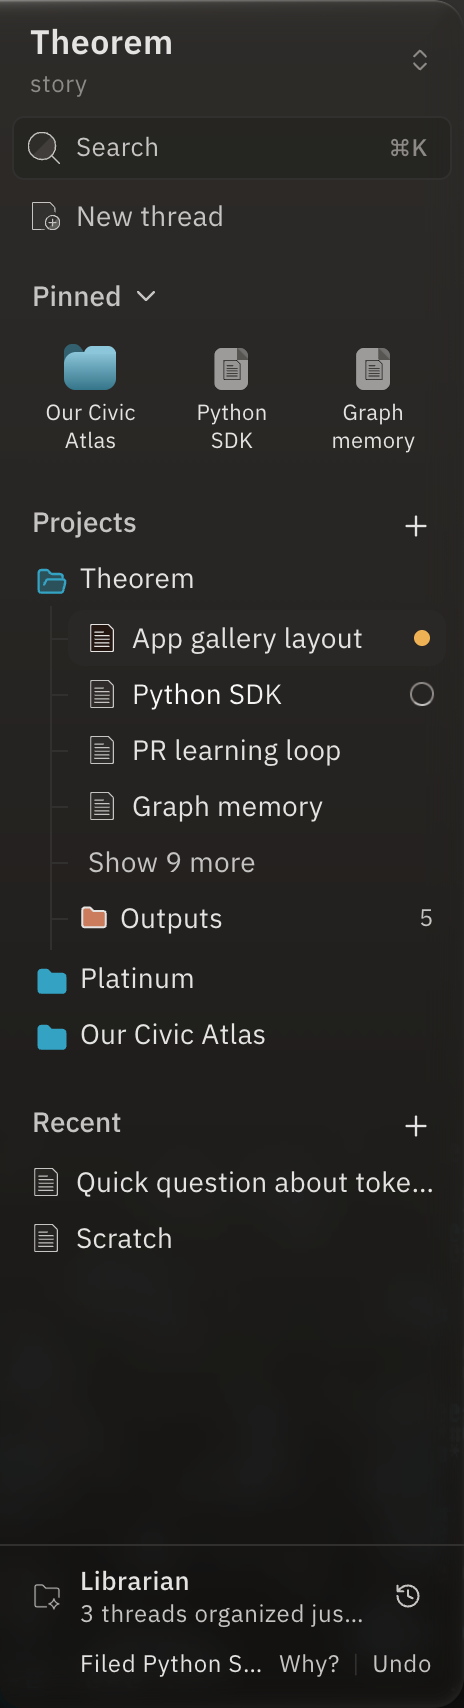 Theorem
story
Search ⌘K
New thread
Pinned
Our Civic
Atlas
Python
SDK
Graph
memory
Projects
Theorem
App gallery layout
Python SDK
PR learning loop
Graph memory
Show 9 more
Outputs 5
Platinum
Our Civic Atlas
Recent
Quick question about toke...
Scratch
Librarian
3 threads organized jus...
Filed Python S... Why? | Undo